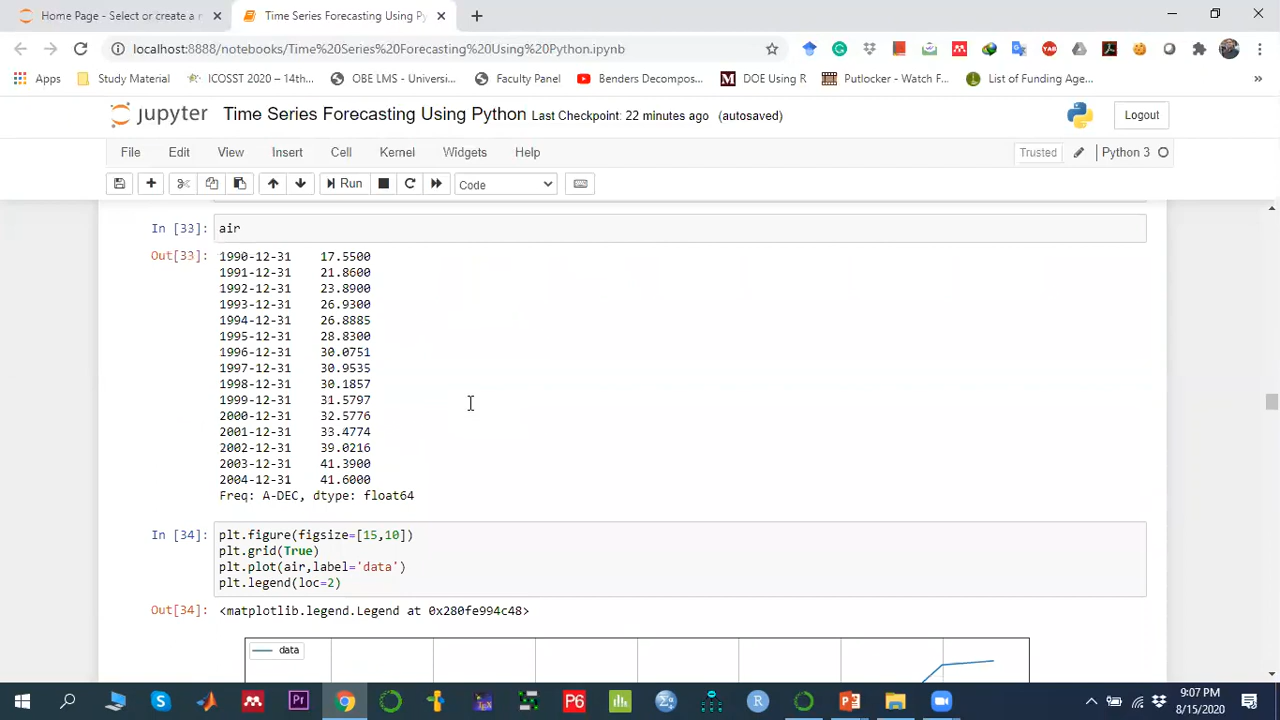 Home Page - Select or create a n
Time Series Forecasting Using Py
localhost:8888/notebooks/Time%20Series%20Forecasting%20Using%20Python.ipynb
Apps Study Material ICOSST 2020 – 14th... OBE LMS - Universi... Faculty Panel Benders Decompos... DOE Using R Putlocker - Watch F... List of Funding Age... »
jupyter Time Series Forecasting Using Python Last Checkpoint: 22 minutes ago (autosaved) Logout
File Edit View Insert Cell Kernel Widgets Help Trusted Python 3
Run Code
In [33]: air
Out[33]: 1990-12-31 17.5500
1991-12-31 21.8600
1992-12-31 23.8900
1993-12-31 26.9300
1994-12-31 26.8885
1995-12-31 28.8300
1996-12-31 30.0751
1997-12-31 30.9535
1998-12-31 30.1857
1999-12-31 31.5797
2000-12-31 32.5776
2001-12-31 33.4774
2002-12-31 39.0216
2003-12-31 41.3900
2004-12-31 41.6000
Freq: A-DEC, dtype: float64
In [34]: plt.figure(figsize=[15,10])
plt.grid(True)
plt.plot(air,label='data')
plt.legend(loc=2)
Out[34]: <matplotlib.legend.Legend at 0x280fe994c48>
data
9:07 PM
8/15/2020